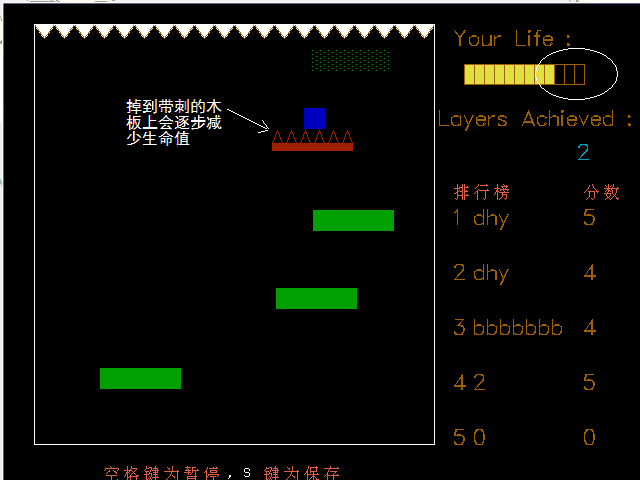 Your Life :
掉到带刺的木
板上会逐步减
少生命值
Layers Achieved :
2
排行榜 分数
1 dhy 5
2 dhy 4
3 bbbbbbb 4
4 2 5
5 0 0
空格键为暂停，s 键为保存